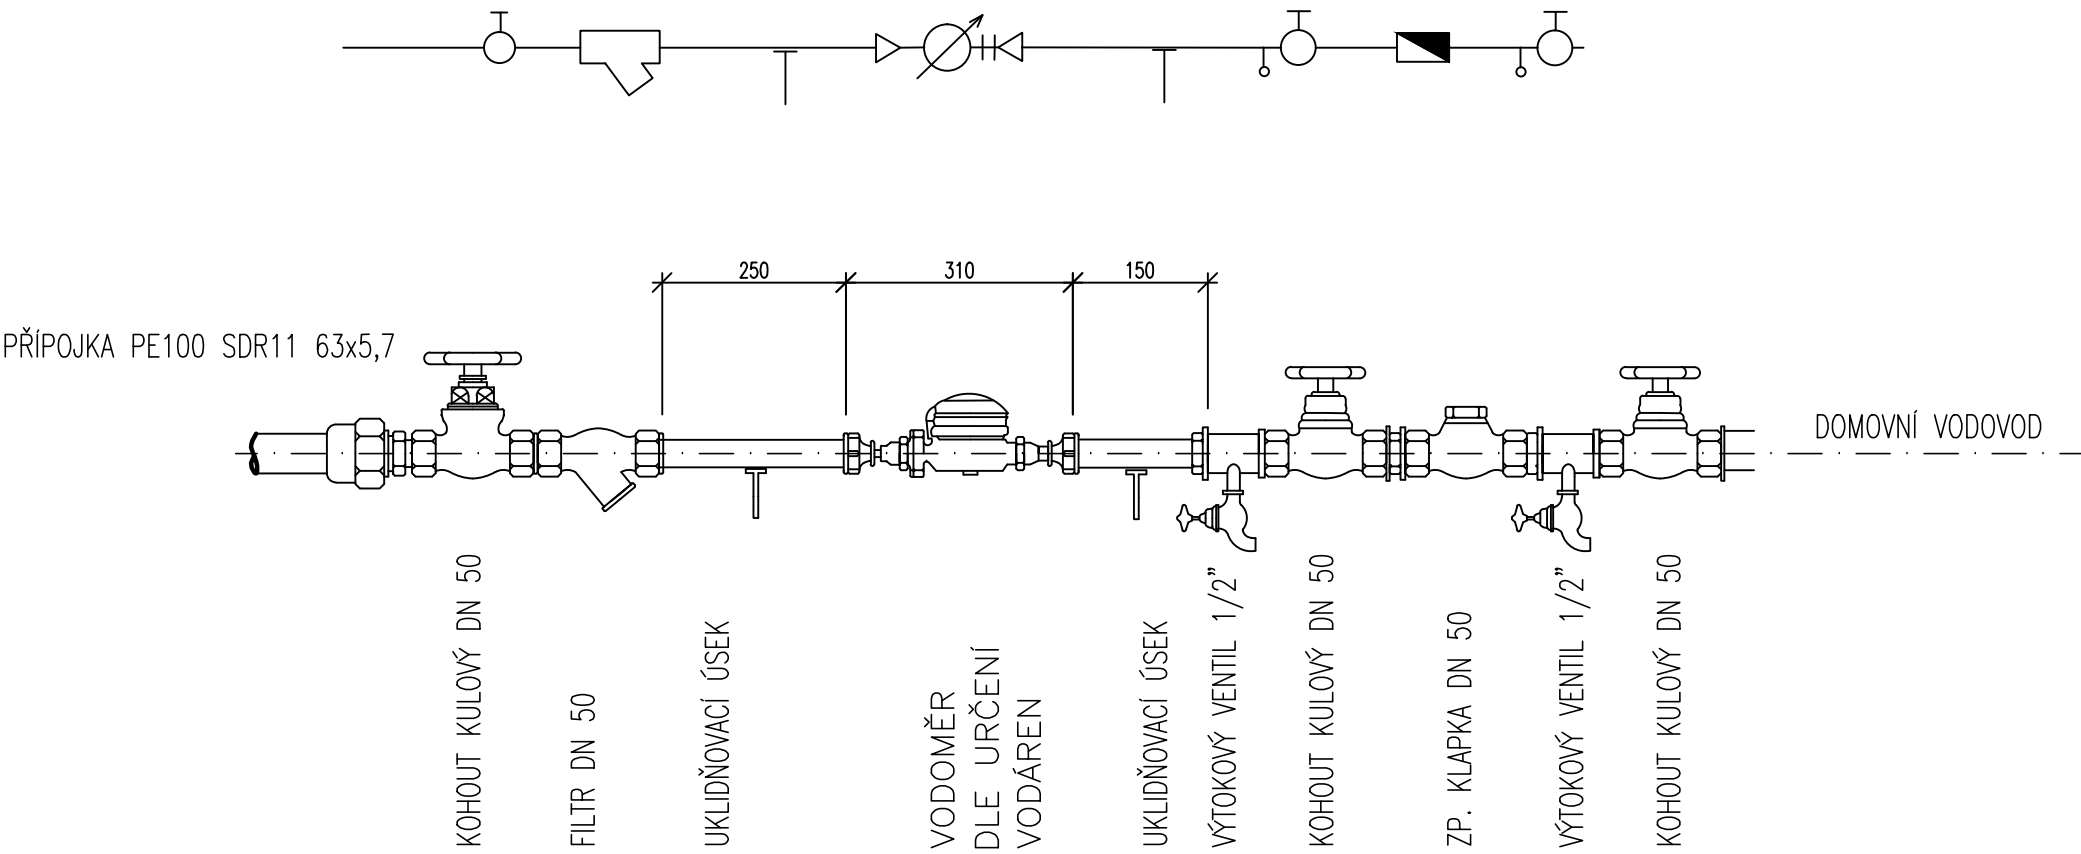 250
310
150
PŘÍPOJKA PE100 SDR11 63x5,7
DOMOVNÍ VODOVOD
KOHOUT KULOVÝ DN 50
FILTR DN 50
UKLIDŇOVACÍ ÚSEK
VODOMĚR
DLE URČENÍ
VODÁREN
UKLIDŇOVACÍ ÚSEK
VÝTOKOVÝ VENTIL 1/2"
KOHOUT KULOVÝ DN 50
ZP. KLAPKA DN 50
VÝTOKOVÝ VENTIL 1/2"
KOHOUT KULOVÝ DN 50